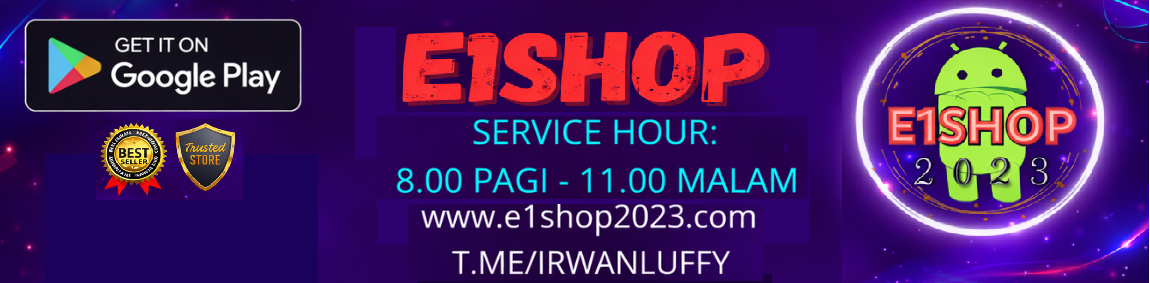 GET IT ON
Google Play
BEST
SELLER
Trusted
STORE
E1SHOP
SERVICE HOUR:
8.00 PAGI - 11.00 MALAM
www.e1shop2023.com
T.ME/IRWANLUFFY
E1SHOP
2023